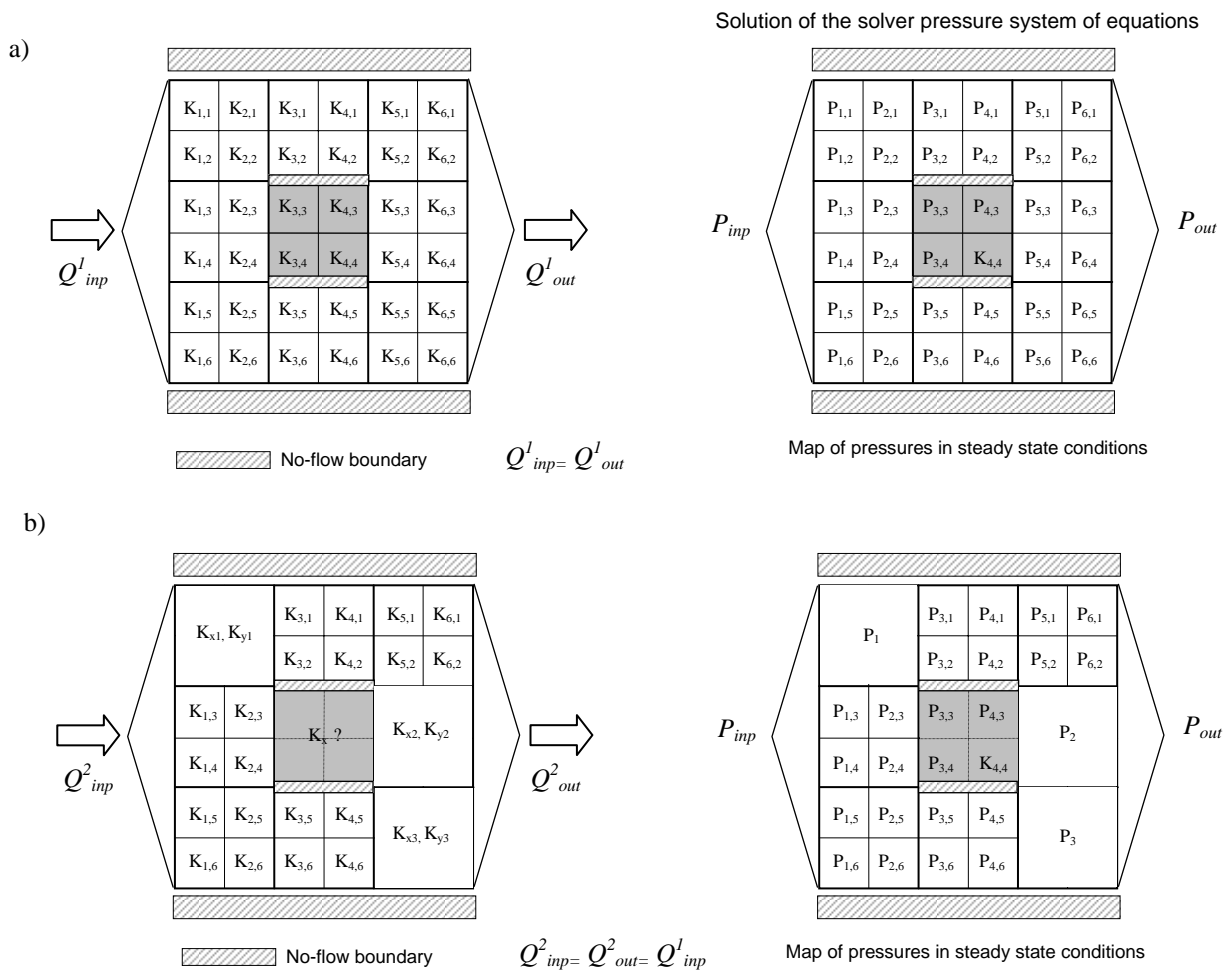 Solution of the solver pressure system of equations
a)
K1,1 K2,1 K3,1 K4,1 K5,1 K6,1
K1,2 K2,2 K3,2 K4,2 K5,2 K6,2
K1,3 K2,3 K3,3 K4,3 K5,3 K6,3
K1,4 K2,4 K3,4 K4,4 K5,4 K6,4
K1,5 K2,5 K3,5 K4,5 K5,5 K6,5
K1,6 K2,6 K3,6 K4,6 K5,6 K6,6
Q1inp
Q1out
P1,1 P2,1 P3,1 P4,1 P5,1 P6,1
P1,2 P2,2 P3,2 P4,2 P5,2 P6,2
P1,3 P2,3 P3,3 P4,3 P5,3 P6,3
P1,4 P2,4 P3,4 K4,4 P5,4 P6,4
P1,5 P2,5 P3,5 P4,5 P5,5 P6,5
P1,6 P2,6 P3,6 P4,6 P5,6 P6,6
Pinp
Pout
No-flow boundary
Q1inp= Q1out
Map of pressures in steady state conditions
b)
Kx1, Ky1 K3,1 K4,1 K5,1 K6,1
K3,2 K4,2 K5,2 K6,2
K1,3 K2,3 Kx ? Kx2, Ky2
K1,4 K2,4
K1,5 K2,5 K3,5 K4,5 Kx3, Ky3
K1,6 K2,6 K3,6 K4,6
Q2inp
Q2out
P1 P3,1 P4,1 P5,1 P6,1
P3,2 P4,2 P5,2 P6,2
P1,3 P2,3 P3,3 P4,3 P2
P1,4 P2,4 P3,4 K4,4
P1,5 P2,5 P3,5 P4,5 P3
P1,6 P2,6 P3,6 P4,6
Pinp
Pout
No-flow boundary
Q2inp= Q2out= Q1inp
Map of pressures in steady state conditions